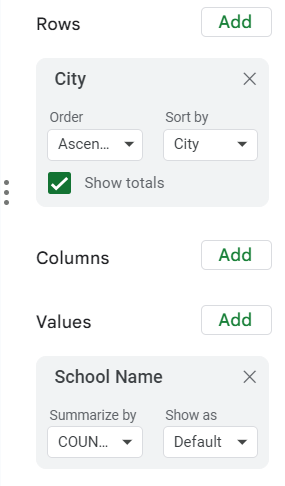 Rows Add
City
Order Sort by
Ascen... City
Show totals
Columns Add
Values Add
School Name
Summarize by Show as
COUN... Default